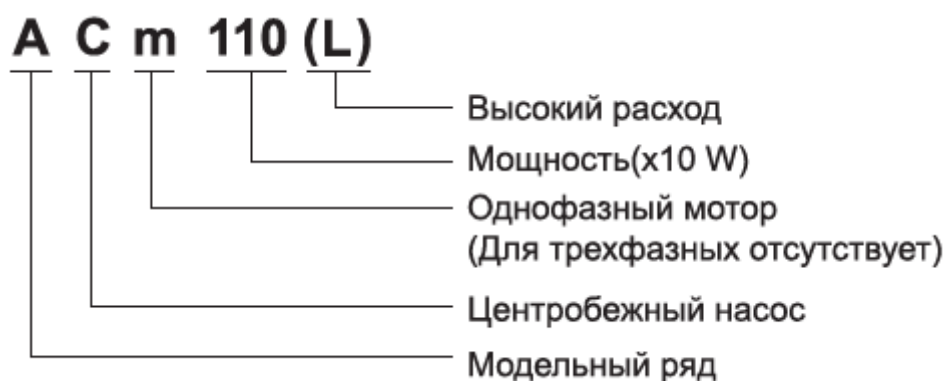 A C m 110 (L)
Высокий расход
Мощность(x10 W)
Однофазный мотор
(Для трехфазных отсутствует)
Центробежный насос
Модельный ряд